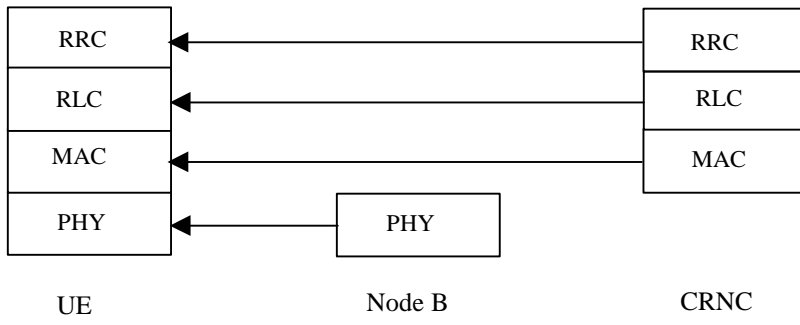 RRC RRC
RLC RLC
MAC MAC
PHY PHY
UE Node B CRNC